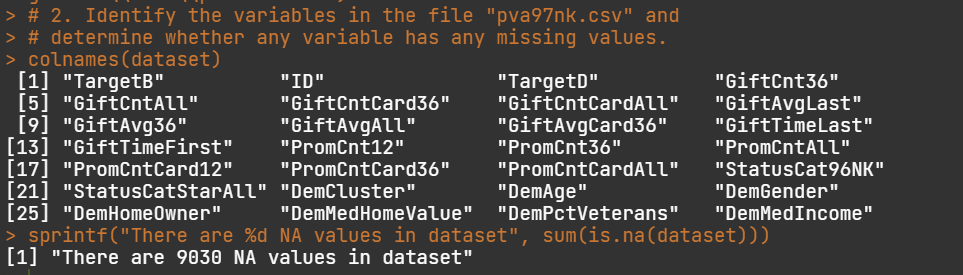 > # 2. Identify the variables in the file "pva97nk.csv" and
> # determine whether any variable has any missing values.
> colnames(dataset)
 [1] "TargetB"          "ID"               "TargetD"          "GiftCnt36"
 [5] "GiftCntAll"       "GiftCntCard36"    "GiftCntCardAll"   "GiftAvgLast"
 [9] "GiftAvg36"        "GiftAvgAll"       "GiftAvgCard36"    "GiftTimeLast"
[13] "GiftTimeFirst"    "PromCnt12"        "PromCnt36"        "PromCntAll"
[17] "PromCntCard12"    "PromCntCard36"    "PromCntCardAll"   "StatusCat96NK"
[21] "StatusCatStarAll" "DemCluster"       "DemAge"           "DemGender"
[25] "DemHomeOwner"     "DemMedHomeValue"  "DemPctVeterans"   "DemMedIncome"
> sprintf("There are %d NA values in dataset", sum(is.na(dataset)))
[1] "There are 9030 NA values in dataset"